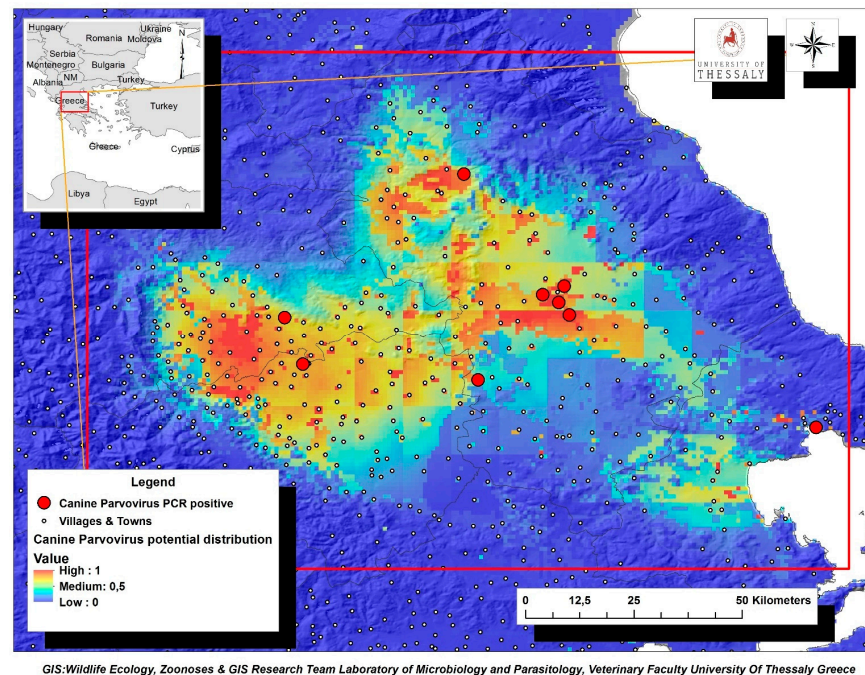 Hungary
Ukraine
Romania
Moldova
N
Serbia
Montenegro
Bulgaria
Albania
NM
Turkey
Greece
Turkey
Greece
Cyprus
Libya
Egypt
UNIVERSITY OF
THESSALY
N
W
E
S
Legend
Canine Parvovirus PCR positive
Villages & Towns
Canine Parvovirus potential distribution
Value
High : 1
Medium: 0,5
Low : 0
0 12,5 25 50 Kilometers
GIS:Wildlife Ecology, Zoonoses & GIS Research Team Laboratory of Microbiology and Parasitology, Veterinary Faculty University Of Thessaly Greece